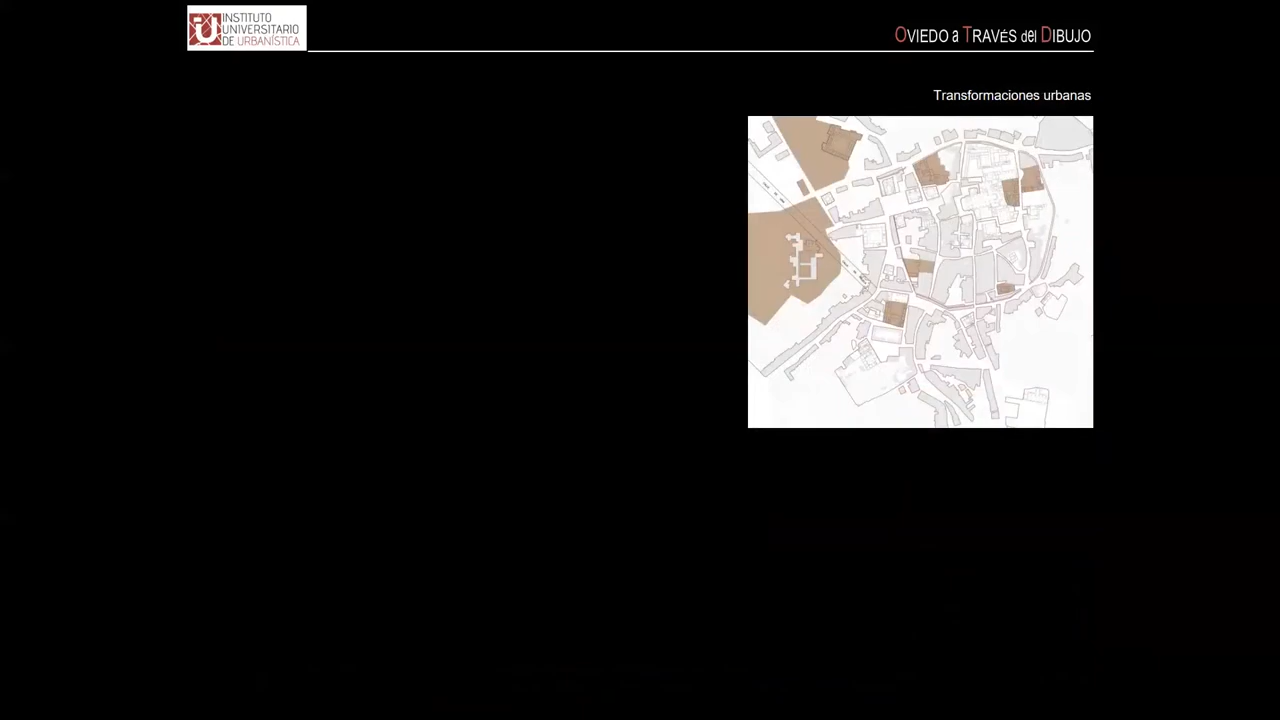 INSTITUTO
UNIVERSITARIO
DE URBANÍSTICA
OVIEDO a TRAVÉS del DIBUJO
Transformaciones urbanas